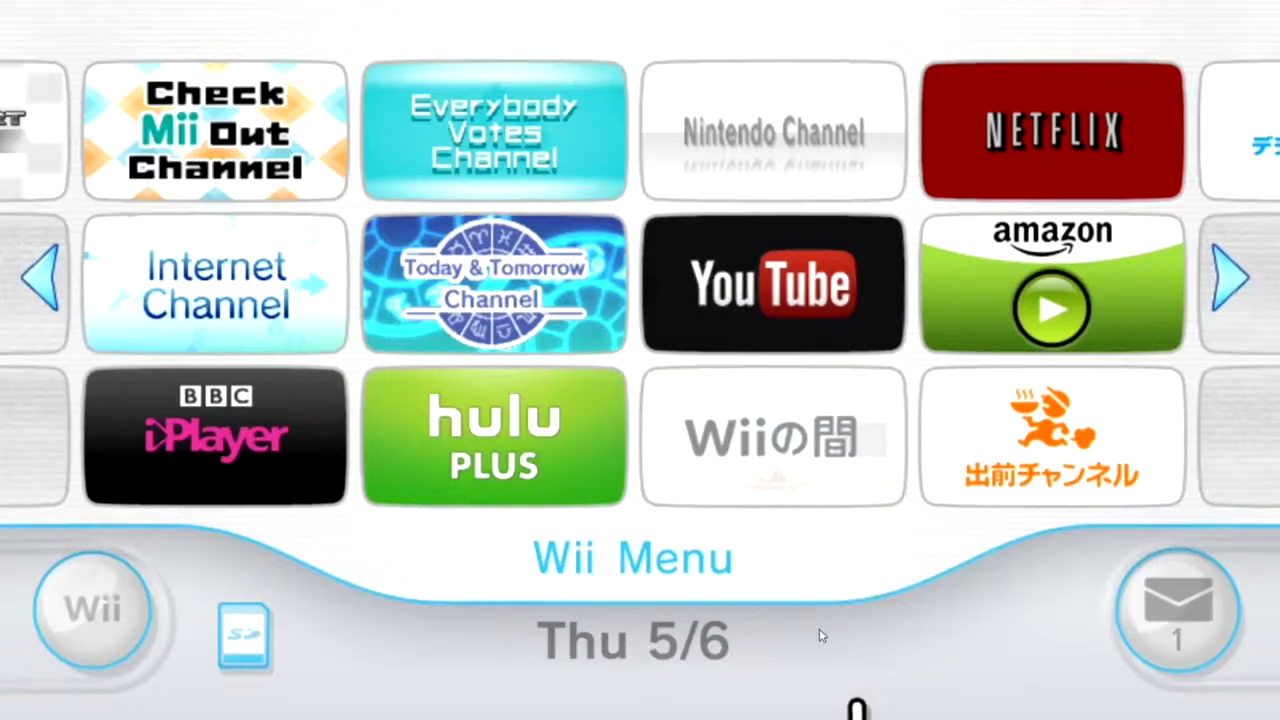 Check
Mii Out
Channel
Everybody
Votes
Channel
Nintendo Channel
NETFLIX
Internet
Channel
Today & Tomorrow
Channel
You Tube
amazon
BBC
iPlayer
hulu
PLUS
Wiiの間
出前チャンネル
Wii Menu
Wii
SD
Thu 5/6
1